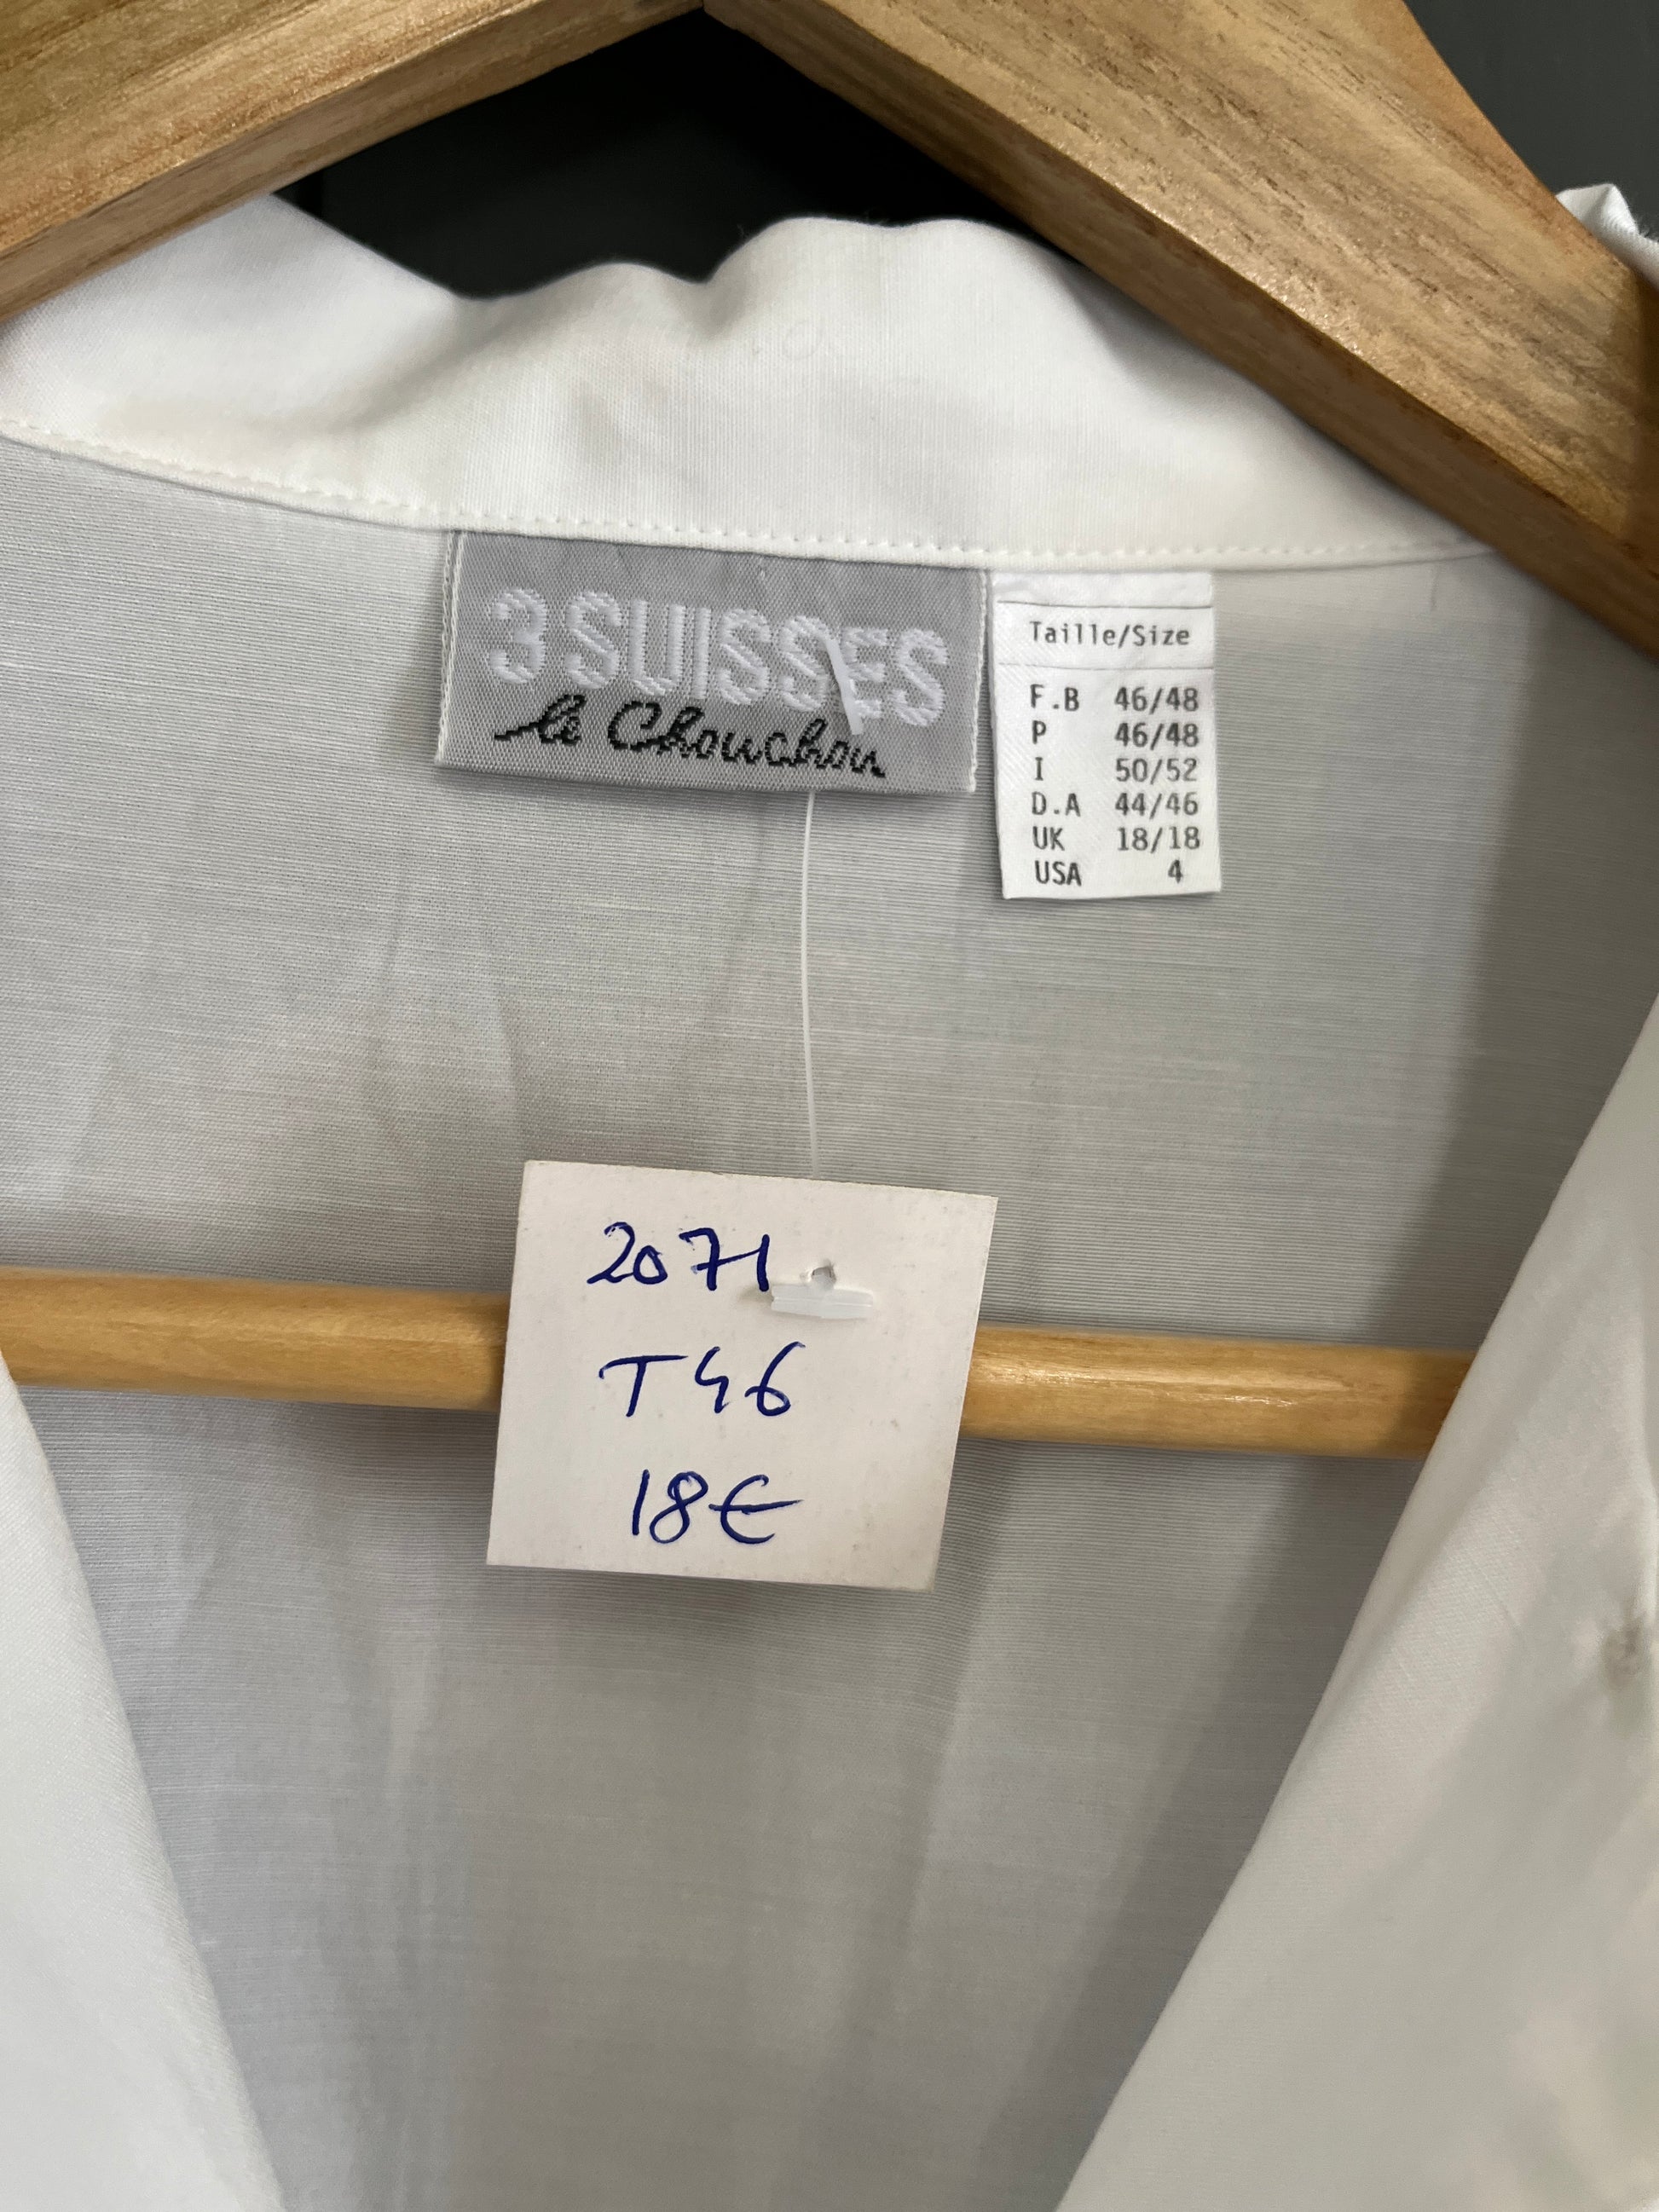 3 SUISSES
le Chouchou
Taille/Size
F.B 46/48
P 46/48
I 50/52
D.A 44/46
UK 18/18
USA 4
2071
T46
18€